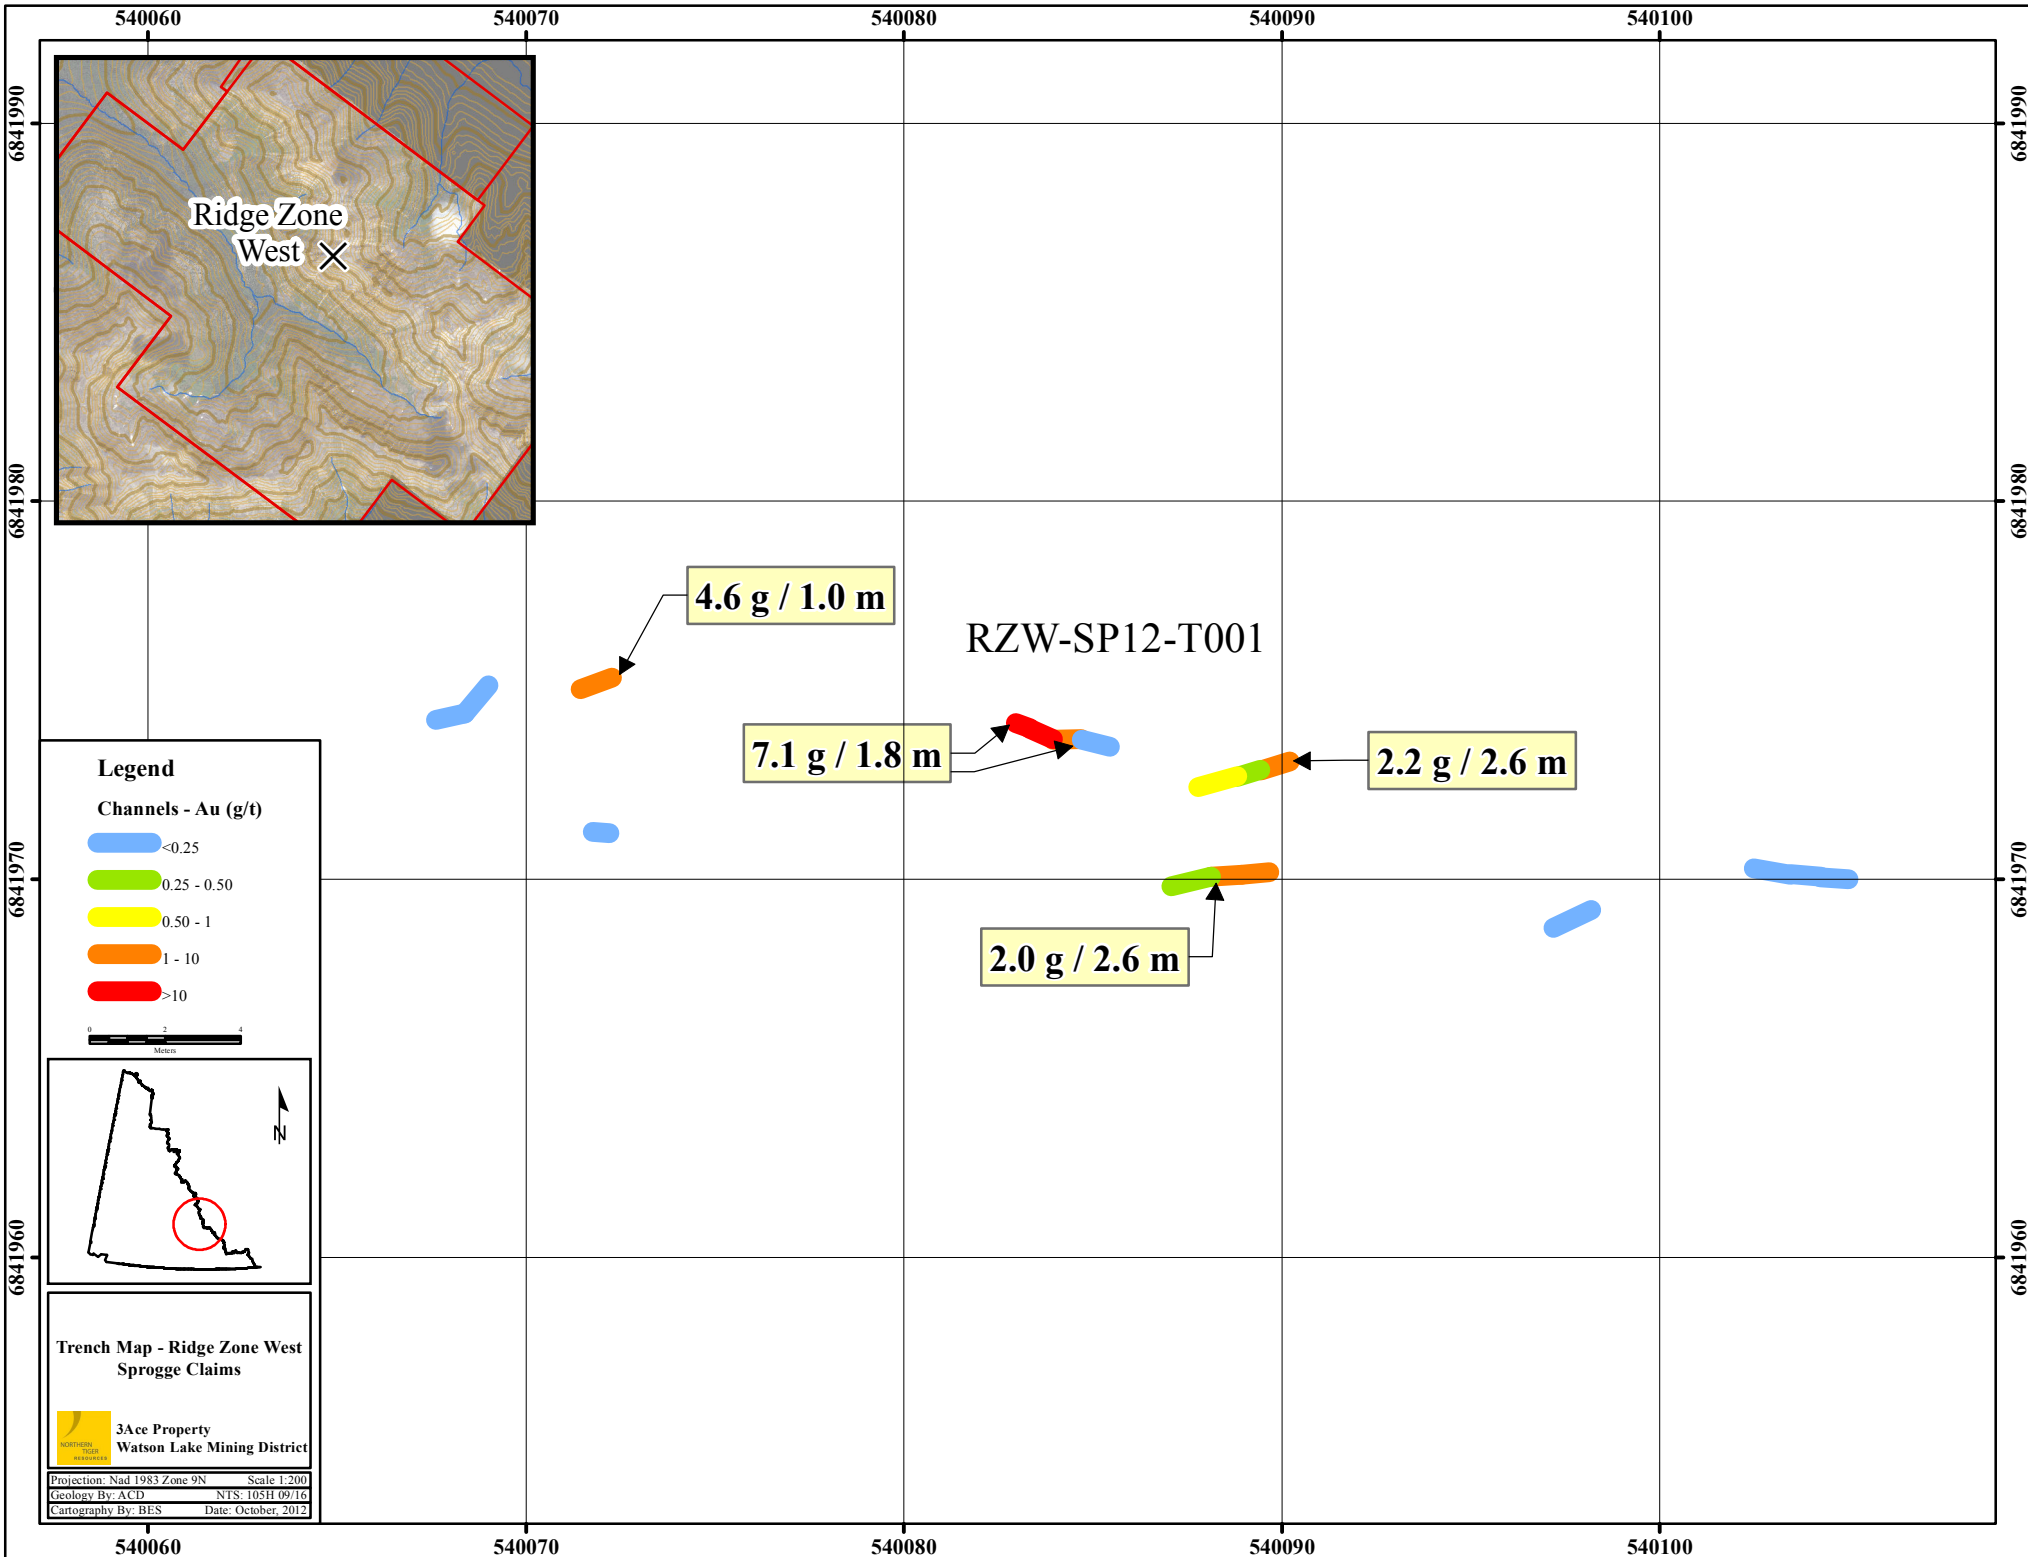 540060
540070
540080
540090
540100
6841990
6841990
Ridge Zone
West
6841980
6841980
4.6 g / 1.0 m
RZW-SP12-T001
7.1 g / 1.8 m
2.2 g / 2.6 m
2.0 g / 2.6 m
6841970
6841970
Legend
Channels - Au (g/t)
<0.25
0.25 - 0.50
0.50 - 1
1 - 10
>10
0 2 4
Meters
N
6841960
6841960
Trench Map - Ridge Zone West
Sprogge Claims
NORTHERN
TIGER
RESOURCES
3Ace Property
Watson Lake Mining District
Projection: Nad 1983 Zone 9N Scale 1:200
Geology By: ACD NTS: 105H 09/16
Cartography By: BES Date: October, 2012
540060
540070
540080
540090
540100